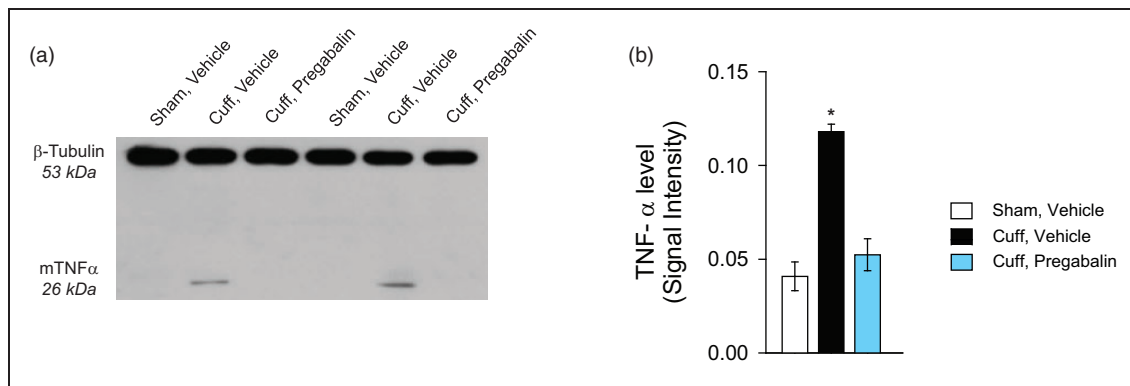 (a)
Sham, Vehicle
Cuff, Vehicle
Cuff, Pregabalin
Sham, Vehicle
Cuff, Vehicle
Cuff, Pregabalin
β-Tubulin
53 kDa
mTNFα
26 kDa
(b)
TNF- α level
(Signal Intensity)
0.15
0.10
0.05
0.00
*
Sham, Vehicle
Cuff, Vehicle
Cuff, Pregabalin